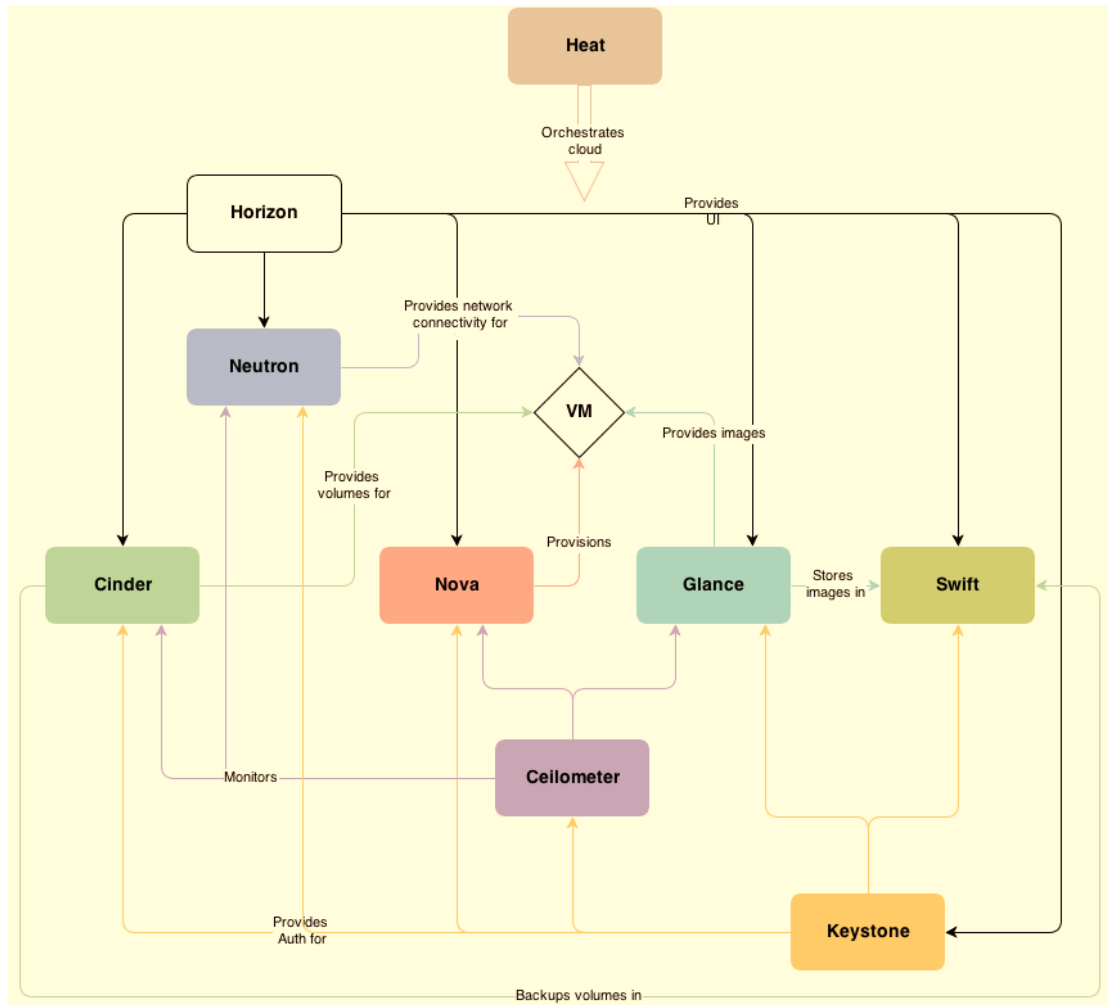 Heat
Orchestrates
cloud
Horizon
Provides
UI
Provides network
connectivity for
Neutron
VM
Provides images
Provides
volumes for
Provisions
Cinder
Nova
Glance
Stores
images in
Swift
Ceilometer
Monitors
Provides
Auth for
Keystone
Backups volumes in